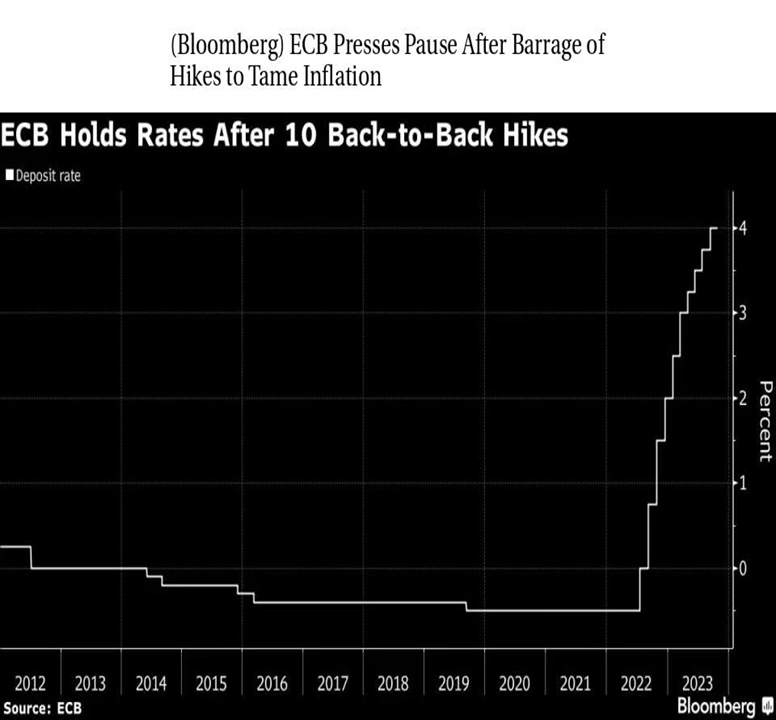 (Bloomberg) ECB Presses Pause After Barrage of
Hikes to Tame Inflation
ECB Holds Rates After 10 Back-to-Back Hikes
Deposit rate
4
3
2
1
0
Percent
2012 2013 2014 2015 2016 2017 2018 2019 2020 2021 2022 2023
Source: ECB
Bloomberg